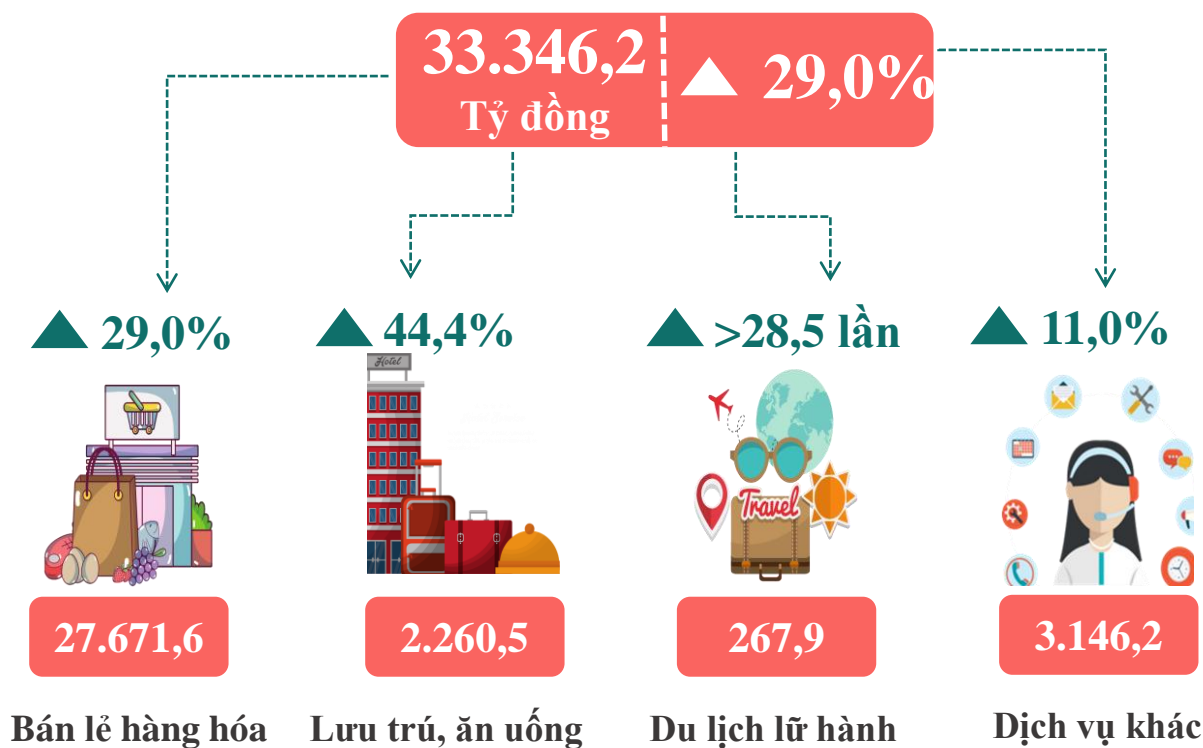 33.346,2
Tỷ đồng
29,0%
29,0%
44,4%
>28,5 lần
11,0%
Hotel
Travel
27.671,6
2.260,5
267,9
3.146,2
Bán lẻ hàng hóa
Lưu trú, ăn uống
Du lịch lữ hành
Dịch vụ khác